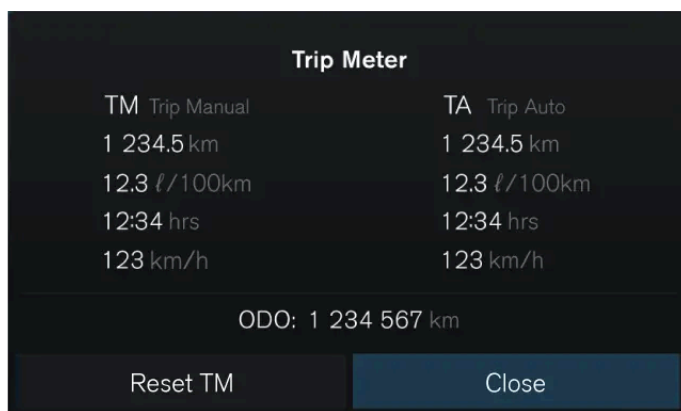 Trip Meter
TM Trip Manual
1 234.5 km
12.3 ℓ/100km
12:34 hrs
123 km/h
TA Trip Auto
1 234.5 km
12.3 ℓ/100km
12:34 hrs
123 km/h
ODO: 1 234 567 km
Reset TM
Close